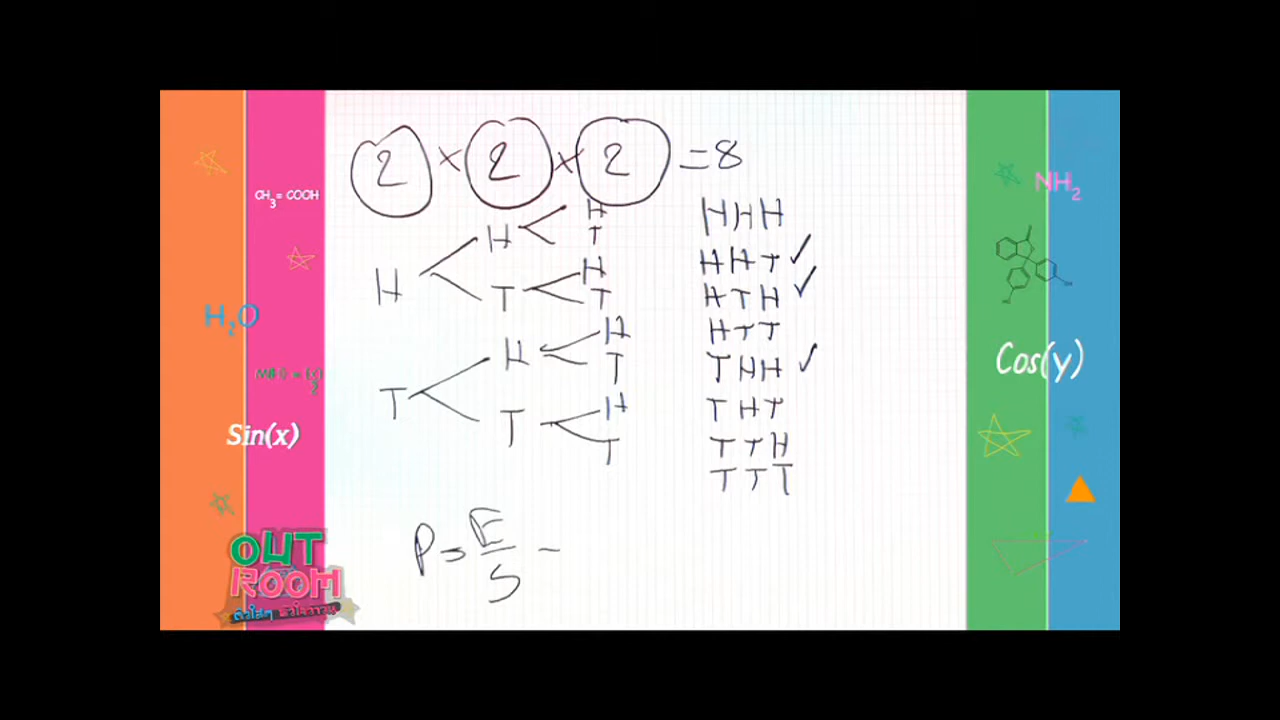 2 × 2 × 2 = 8
H H H
T
T H
T
T H H
T
T H
T
HHH
HHT ✓
HTH ✓
HTT
THH ✓
THT
TTH
TTT
P = E/S =
CH3=COOH
H2O
Sin(x)
OUT
ROOM
NH2
Cos(y)